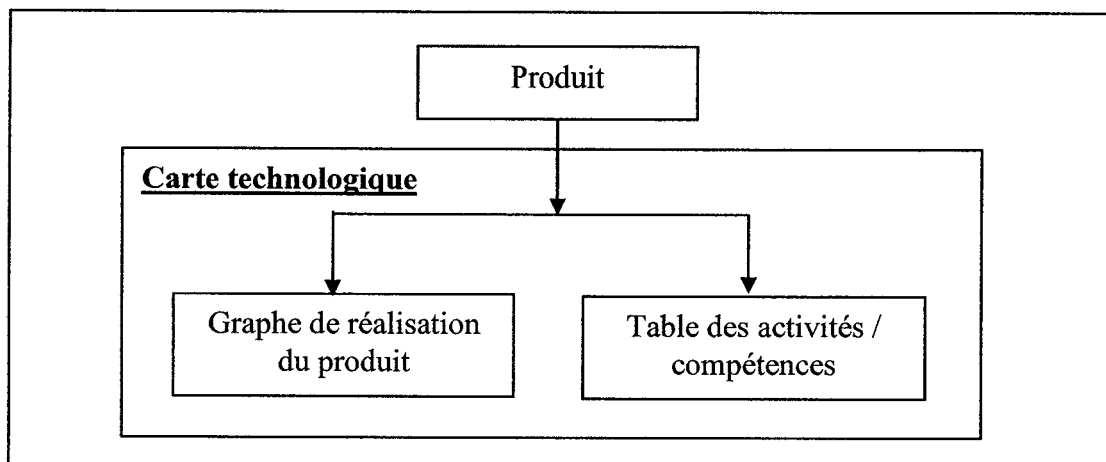 Produit
Carte technologique
Graphe de réalisation
du produit
Table des activités /
compétences